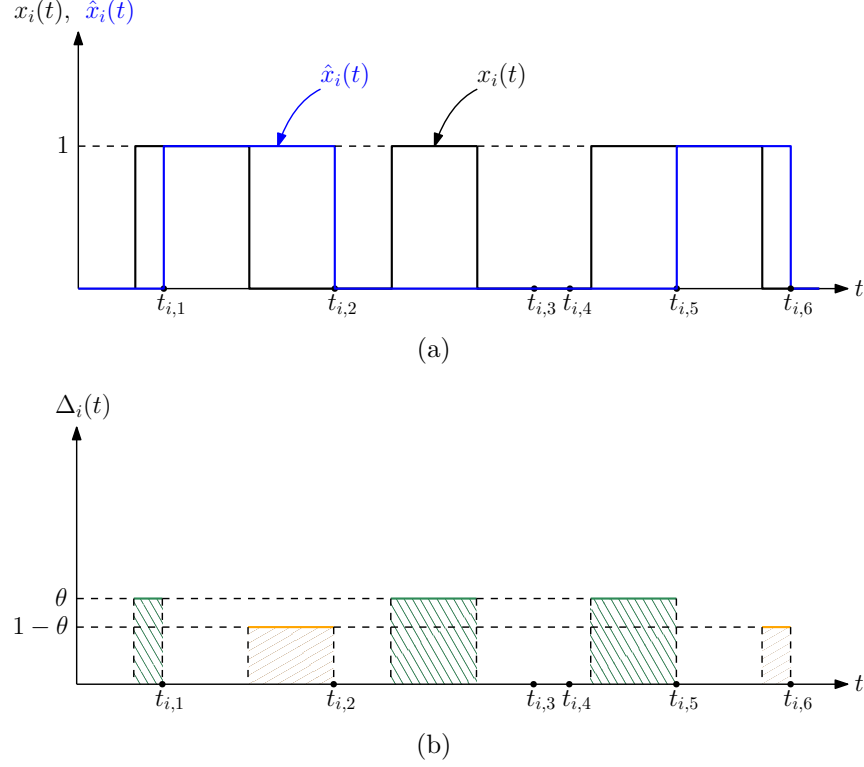 x_i(t), x̂_i(t)
x̂_i(t) x_i(t)
1
t_{i,1} t_{i,2} t_{i,3} t_{i,4} t_{i,5} t_{i,6} t
(a)
Δ_i(t)
θ
1 − θ
t_{i,1} t_{i,2} t_{i,3} t_{i,4} t_{i,5} t_{i,6} t
(b)